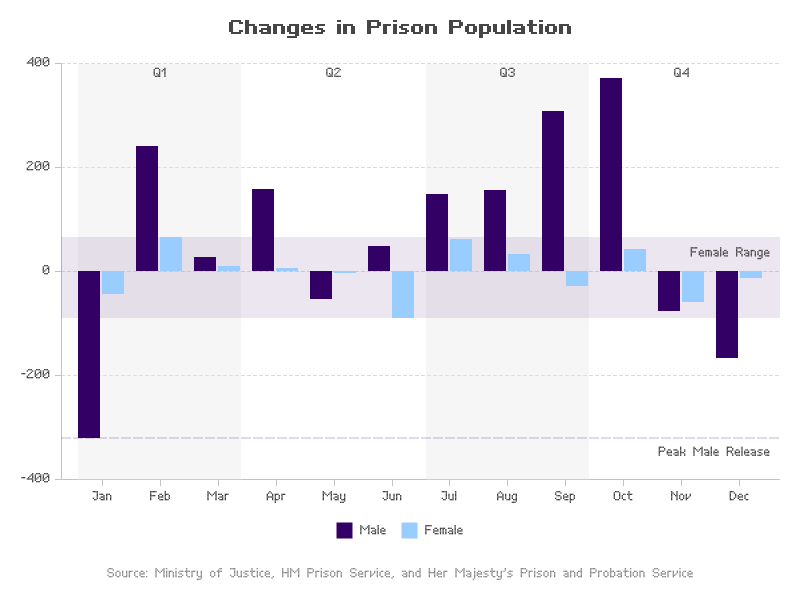 Changes in Prison Population
400
Q1 Q2 Q3 Q4
200
Female Range
0
-200
Peak Male Release
-400
Jan Feb Mar Apr May Jun Jul Aug Sep Oct Nov Dec
Male Female
Source: Ministry of Justice, HM Prison Service, and Her Majesty's Prison and Probation Service